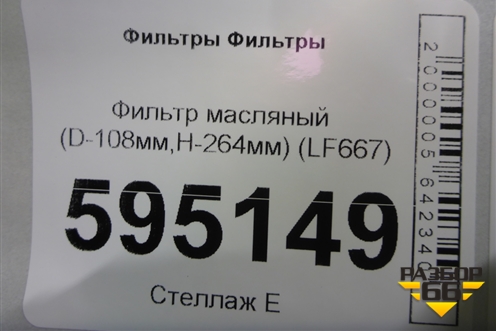 Фильтры Фильтры
Фильтр масляный
(D-108мм,H-264мм) (LF667)
595149
Стеллаж Е
2000005642340
РАЗБОР
66